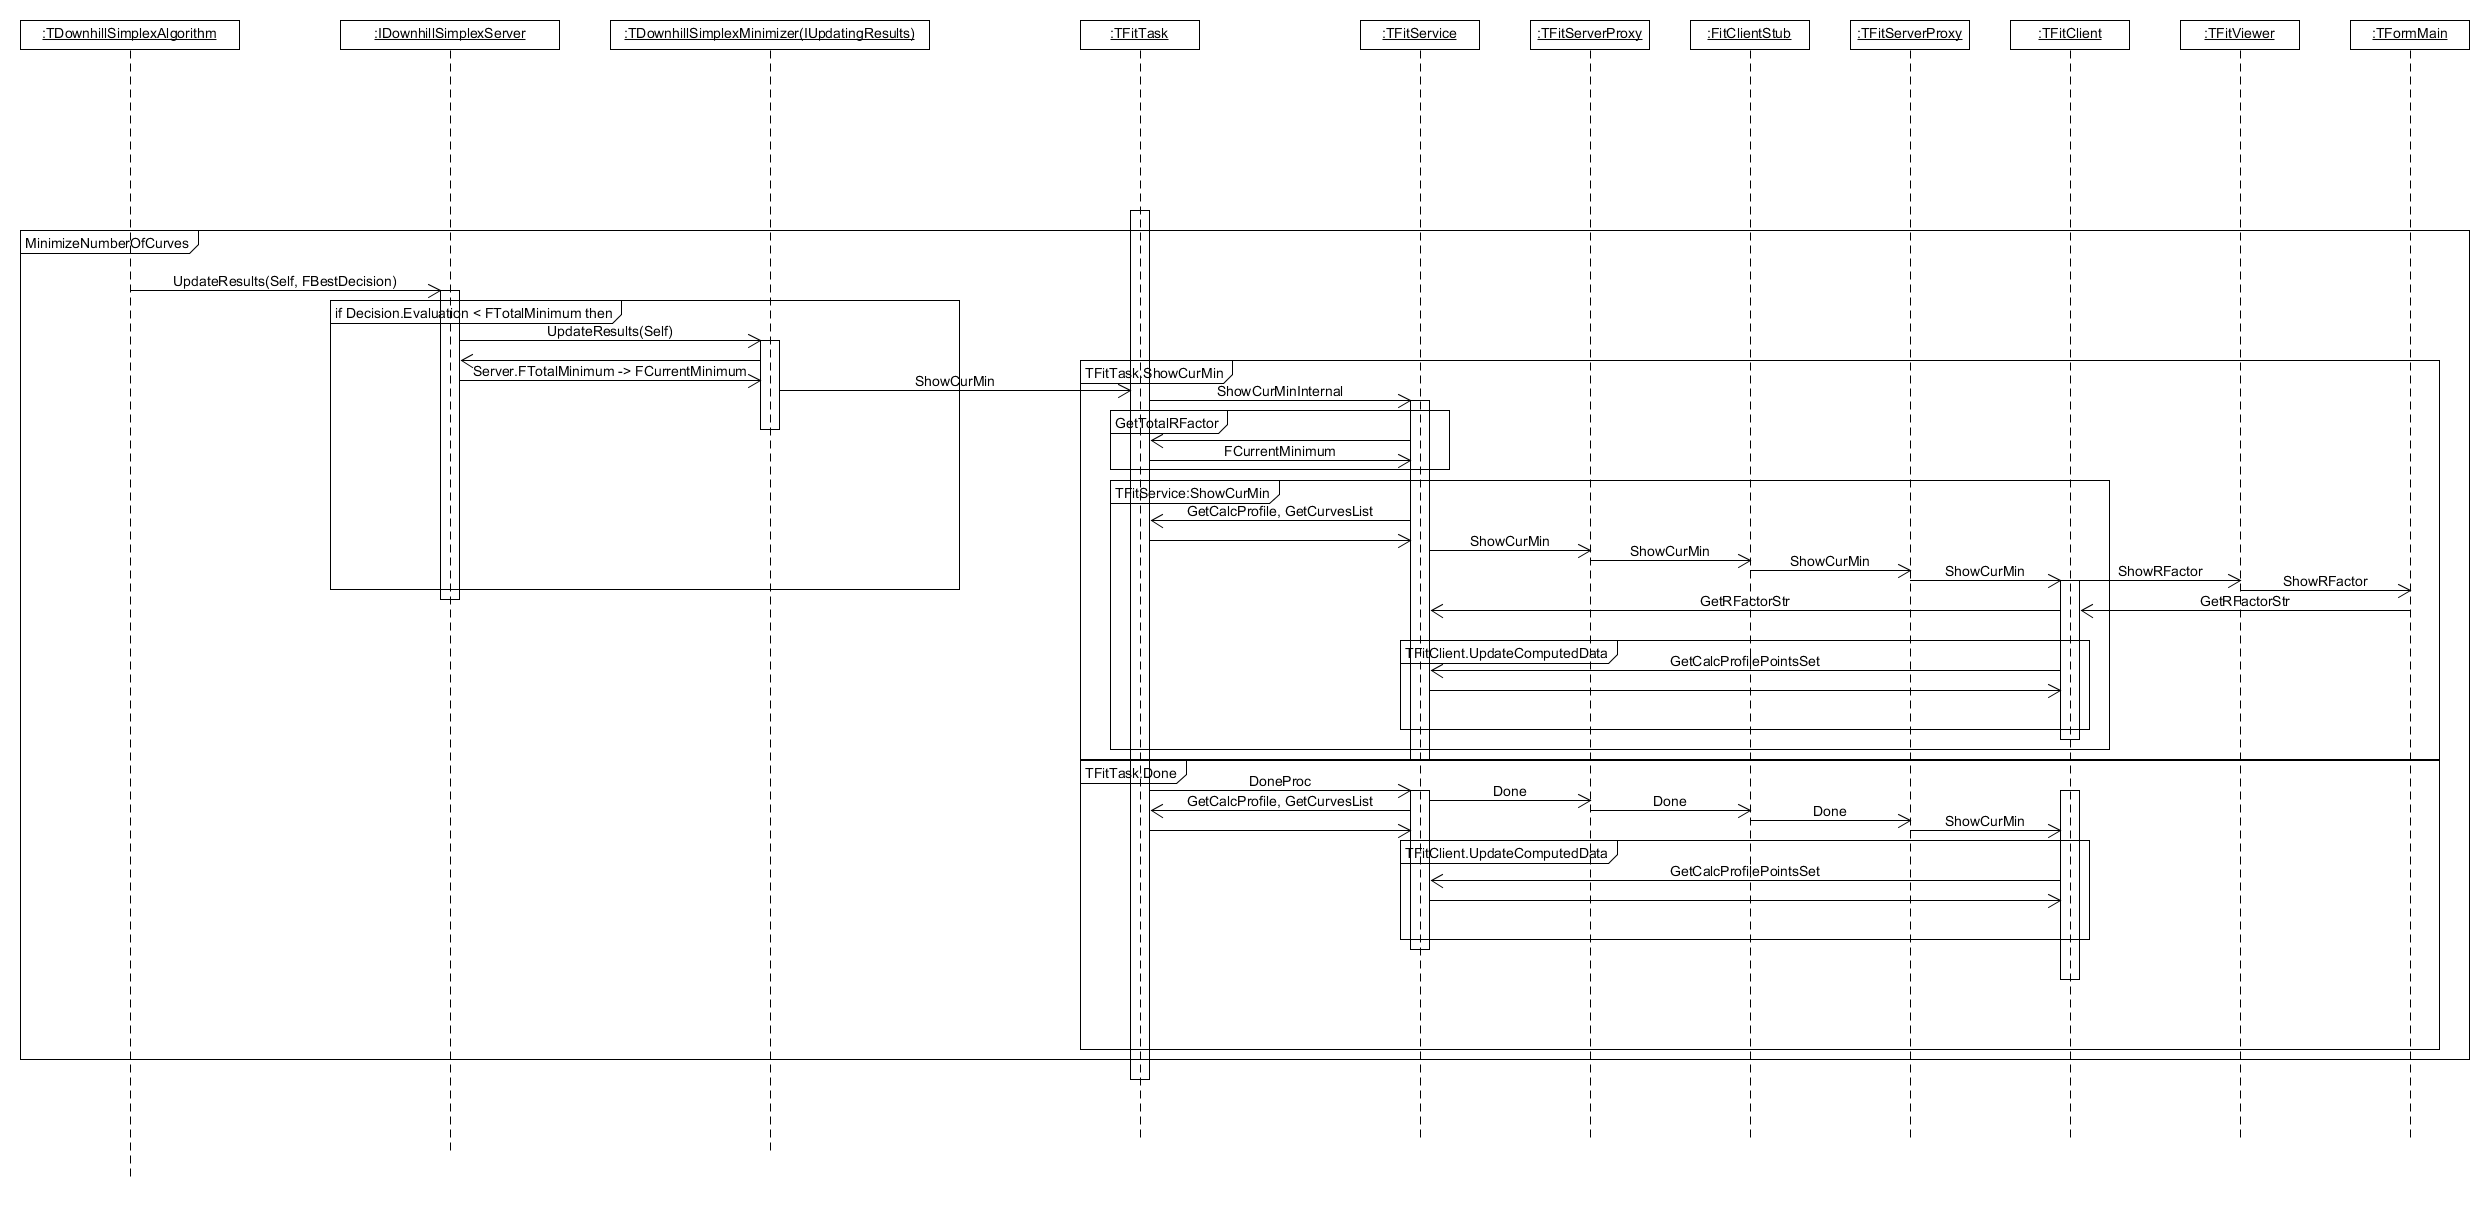 :TDownhillSimplexAlgorithm
:IDownhillSimplexServer
:TDownhillSimplexMinimizer(IUpdatingResults)
:TFitTask
:TFitService
:TFitServerProxy
:FitClientStub
:TFitServerProxy
:TFitClient
:TFitViewer
:TFormMain
MinimizeNumberOfCurves
UpdateResults(Self, FBestDecision)
if Decision.Evaluation < FTotalMinimum then
UpdateResults(Self)
Server.FTotalMinimum -> FCurrentMinimum
ShowCurMin
TFitTask.ShowCurMin
ShowCurMinInternal
GetTotalRFactor
FCurrentMinimum
TFitService:ShowCurMin
GetCalcProfile, GetCurvesList
ShowCurMin
ShowCurMin
ShowCurMin
ShowCurMin
ShowRFactor
ShowRFactor
GetRFactorStr
GetRFactorStr
TFitClient.UpdateComputedData
GetCalcProfilePointsSet
TFitTask.Done
DoneProc
Done
GetCalcProfile, GetCurvesList
Done
Done
ShowCurMin
TFitClient.UpdateComputedData
GetCalcProfilePointsSet